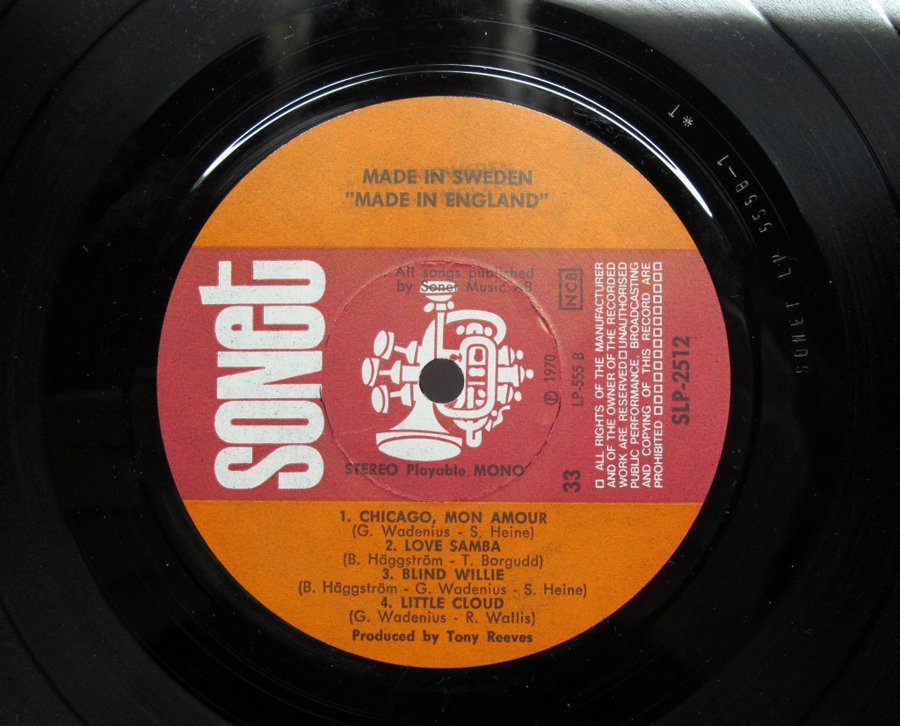 MADE IN SWEDEN
"MADE IN ENGLAND"
SONET
All songs published
by Sonet Music AB
NCB
℗ 1970
LP-555 B
33
STEREO Playable MONO
□ ALL RIGHTS OF THE MANUFACTURER
AND OF THE OWNER OF THE RECORDED
WORK ARE RESERVED □ UNAUTHORISED
PUBLIC PERFORMANCE, BROADCASTING
AND COPYING OF THIS RECORD ARE
PROHIBITED □□□□□□□□□□□□
SLP-2512
1. CHICAGO, MON AMOUR
(G. Wadenius - S. Heine)
2. LOVE SAMBA
(B. Häggström - T. Borgudd)
3. BLIND WILLIE
(B. Häggström - G. Wadenius - S. Heine)
4. LITTLE CLOUD
(G. Wadenius - R. Wallis)
Produced by Tony Reeves
SONET LP 555B-1 * T